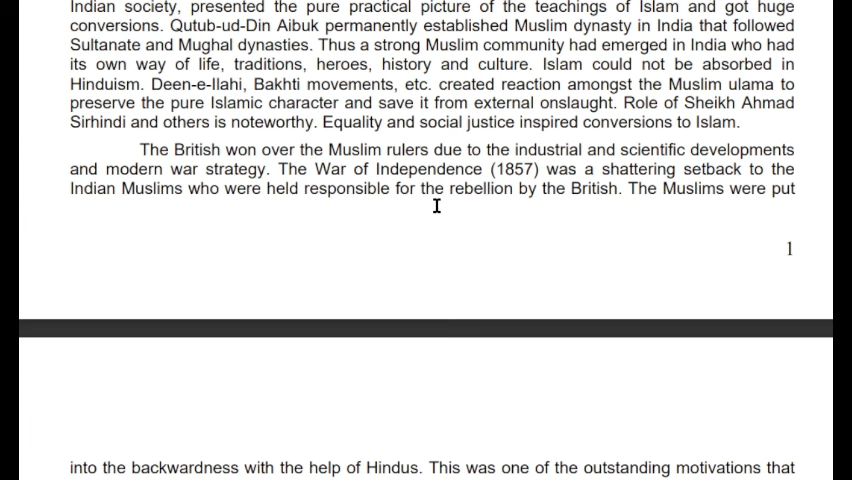 Indian society, presented the pure practical picture of the teachings of Islam and got huge
conversions. Qutub-ud-Din Aibuk permanently established Muslim dynasty in India that followed
Sultanate and Mughal dynasties. Thus a strong Muslim community had emerged in India who had
its own way of life, traditions, heroes, history and culture. Islam could not be absorbed in
Hinduism. Deen-e-Ilahi, Bakhti movements, etc. created reaction amongst the Muslim ulama to
preserve the pure Islamic character and save it from external onslaught. Role of Sheikh Ahmad
Sirhindi and others is noteworthy. Equality and social justice inspired conversions to Islam.
The British won over the Muslim rulers due to the industrial and scientific developments
and modern war strategy. The War of Independence (1857) was a shattering setback to the
Indian Muslims who were held responsible for the rebellion by the British. The Muslims were put
1
into the backwardness with the help of Hindus. This was one of the outstanding motivations that